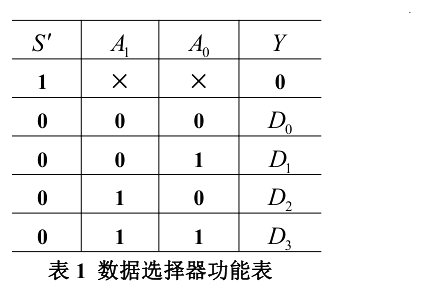 S′ A₁ A₀ Y
1 × × 0
0 0 0 D₀
0 0 1 D₁
0 1 0 D₂
0 1 1 D₃
表 1 数据选择器功能表